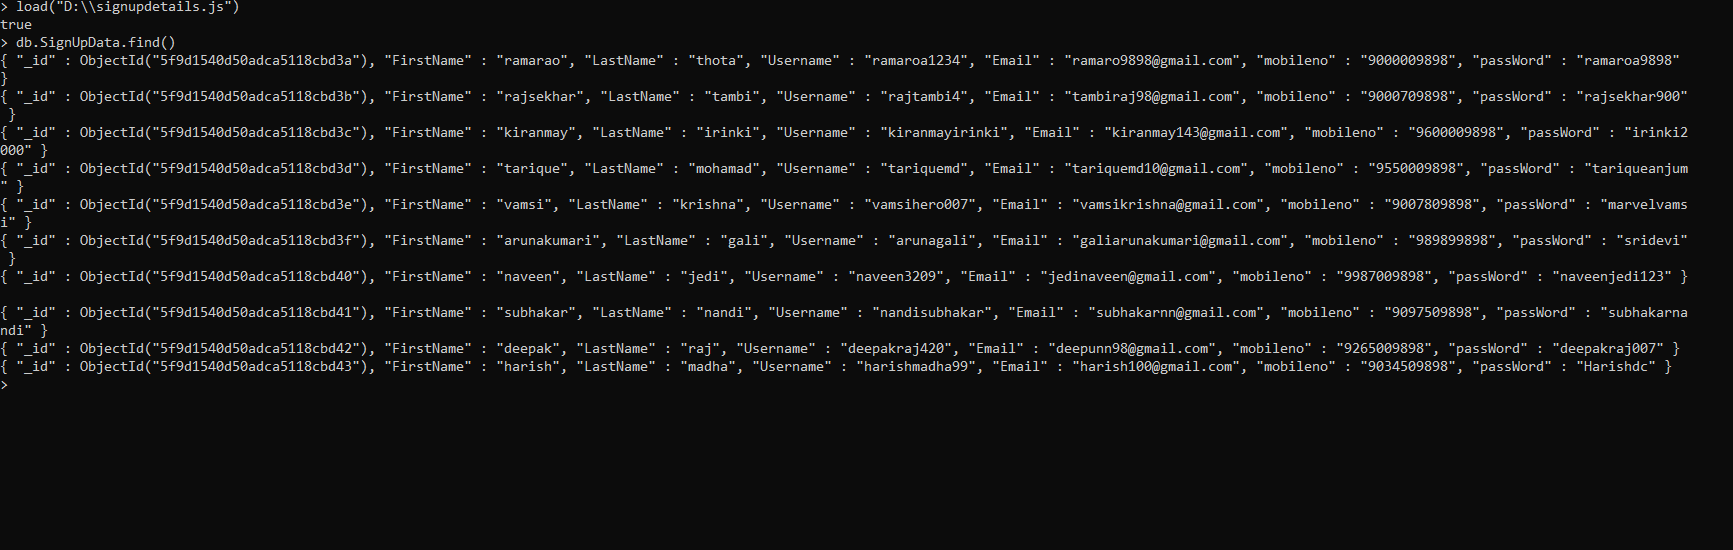 > load("D:\\signupdetails.js")
true
> db.SignUpData.find()
{ "_id" : ObjectId("5f9d1540d50adca5118cbd3a"), "FirstName" : "ramarao", "LastName" : "thota", "Username" : "ramaroa1234", "Email" : "ramaro9898@gmail.com", "mobileno" : "9000009898", "passWord" : "ramaroa9898"
}
{ "_id" : ObjectId("5f9d1540d50adca5118cbd3b"), "FirstName" : "rajsekhar", "LastName" : "tambi", "Username" : "rajtambi4", "Email" : "tambiraj98@gmail.com", "mobileno" : "9000709898", "passWord" : "rajsekhar900"
 }
{ "_id" : ObjectId("5f9d1540d50adca5118cbd3c"), "FirstName" : "kiranmay", "LastName" : "irinki", "Username" : "kiranmayirinki", "Email" : "kiranmay143@gmail.com", "mobileno" : "9600009898", "passWord" : "irinki2
000" }
{ "_id" : ObjectId("5f9d1540d50adca5118cbd3d"), "FirstName" : "tarique", "LastName" : "mohamad", "Username" : "tariquemd", "Email" : "tariquemd10@gmail.com", "mobileno" : "9550009898", "passWord" : "tariqueanjum
" }
{ "_id" : ObjectId("5f9d1540d50adca5118cbd3e"), "FirstName" : "vamsi", "LastName" : "krishna", "Username" : "vamsihero007", "Email" : "vamsikrishna@gmail.com", "mobileno" : "9007809898", "passWord" : "marvelvams
i" }
{ "_id" : ObjectId("5f9d1540d50adca5118cbd3f"), "FirstName" : "arunakumari", "LastName" : "gali", "Username" : "arunagali", "Email" : "galiarunakumari@gmail.com", "mobileno" : "989899898", "passWord" : "sridevi"
 }
{ "_id" : ObjectId("5f9d1540d50adca5118cbd40"), "FirstName" : "naveen", "LastName" : "jedi", "Username" : "naveen3209", "Email" : "jedinaveen@gmail.com", "mobileno" : "9987009898", "passWord" : "naveenjedi123" }
{ "_id" : ObjectId("5f9d1540d50adca5118cbd41"), "FirstName" : "subhakar", "LastName" : "nandi", "Username" : "nandisubhakar", "Email" : "subhakarnn@gmail.com", "mobileno" : "9097509898", "passWord" : "subhakarna
ndi" }
{ "_id" : ObjectId("5f9d1540d50adca5118cbd42"), "FirstName" : "deepak", "LastName" : "raj", "Username" : "deepakraj420", "Email" : "deepunn98@gmail.com", "mobileno" : "9265009898", "passWord" : "deepakraj007" }
{ "_id" : ObjectId("5f9d1540d50adca5118cbd43"), "FirstName" : "harish", "LastName" : "madha", "Username" : "harishmadha99", "Email" : "harish100@gmail.com", "mobileno" : "9034509898", "passWord" : "Harishdc" }
>